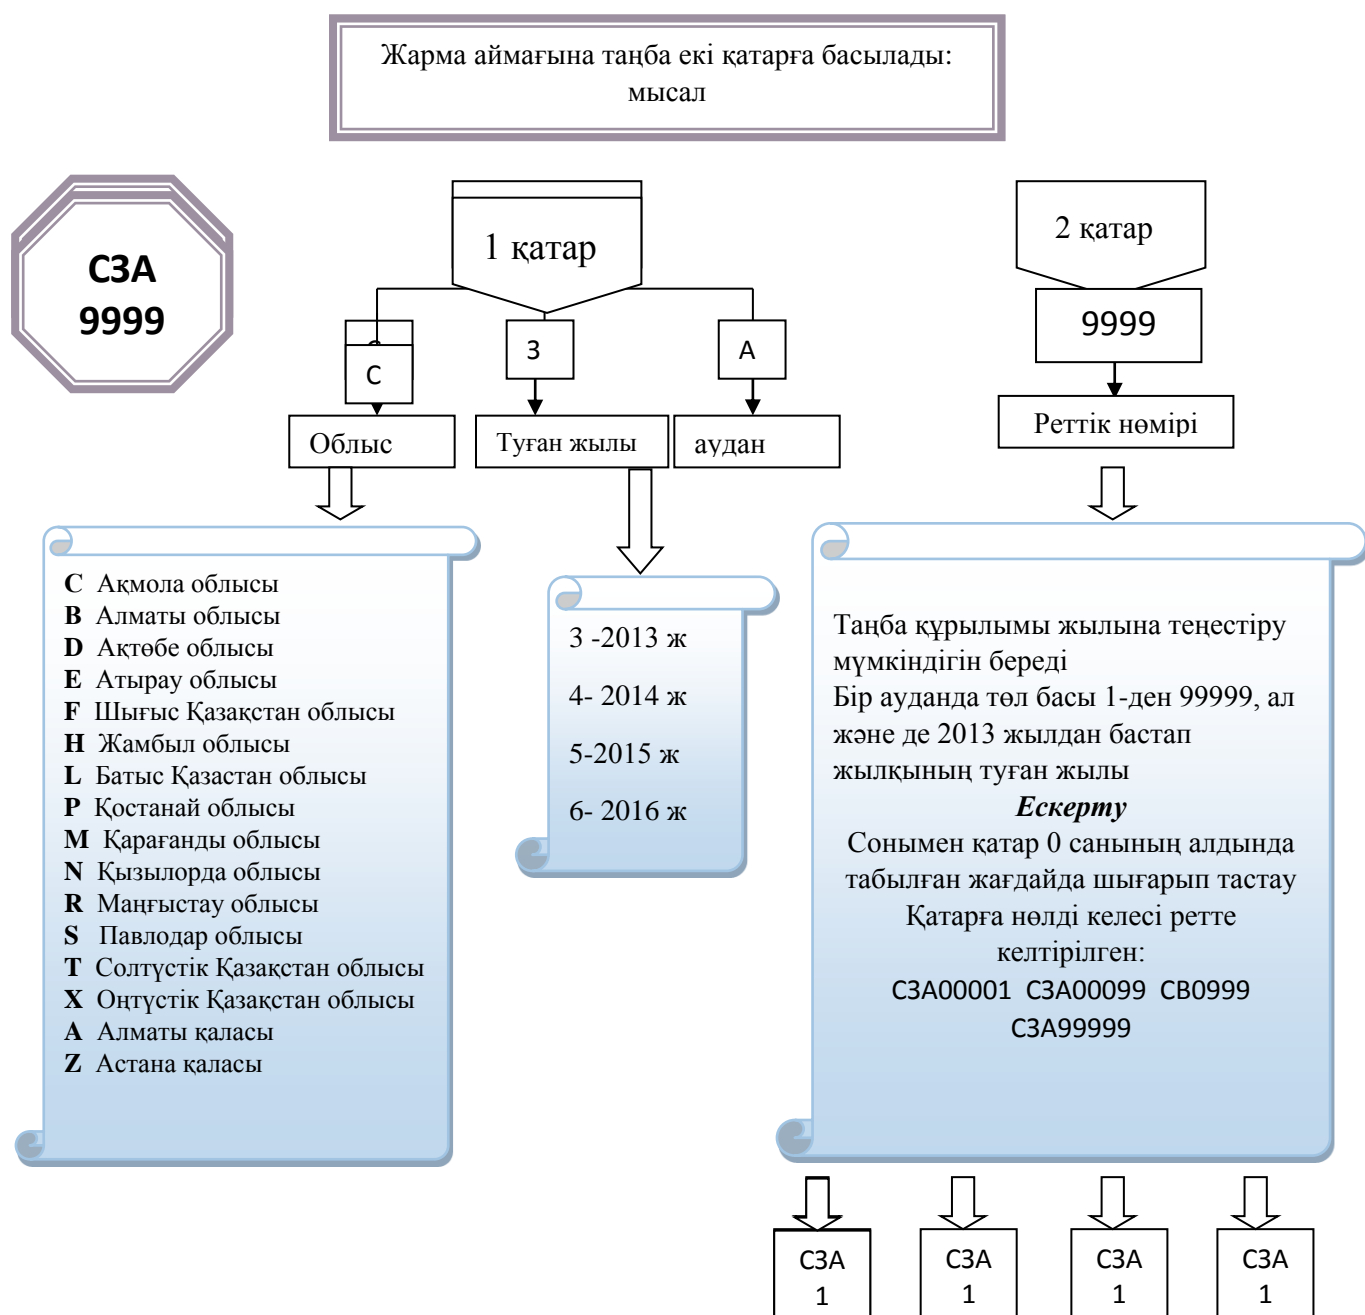 Жарма аймағына таңба екі қатарға басылады:
мысал
С3А
9999
1 қатар
2 қатар
С
3
А
9999
Облыс
Туған жылы
аудан
Реттік нөмірі
C Ақмола облысы
B Алматы облысы
D Ақтөбе облысы
E Атырау облысы
F Шығыс Қазақстан облысы
H Жамбыл облысы
L Батыс Қазастан облысы
P Қостанай облысы
M Қарағанды облысы
N Қызылорда облысы
R Маңғыстау облысы
S Павлодар облысы
T Солтүстік Қазақстан облысы
X Оңтүстік Қазақстан облысы
A Алматы қаласы
Z Астана қаласы
3 -2013 ж
4- 2014 ж
5-2015 ж
6- 2016 ж
Таңба құрылымы жылына теңестіру
мүмкіндігін береді
Бір ауданда төл басы 1-ден 99999, ал
және де 2013 жылдан бастап
жылқының туған жылы
Ескерту
Сонымен қатар 0 санының алдында
табылған жағдайда шығарып тастау
Қатарға нөлді келесі ретте
келтірілген:
С3А00001 С3А00099 СВ0999
С3А99999
С3А
1
С3А
1
С3А
1
С3А
1